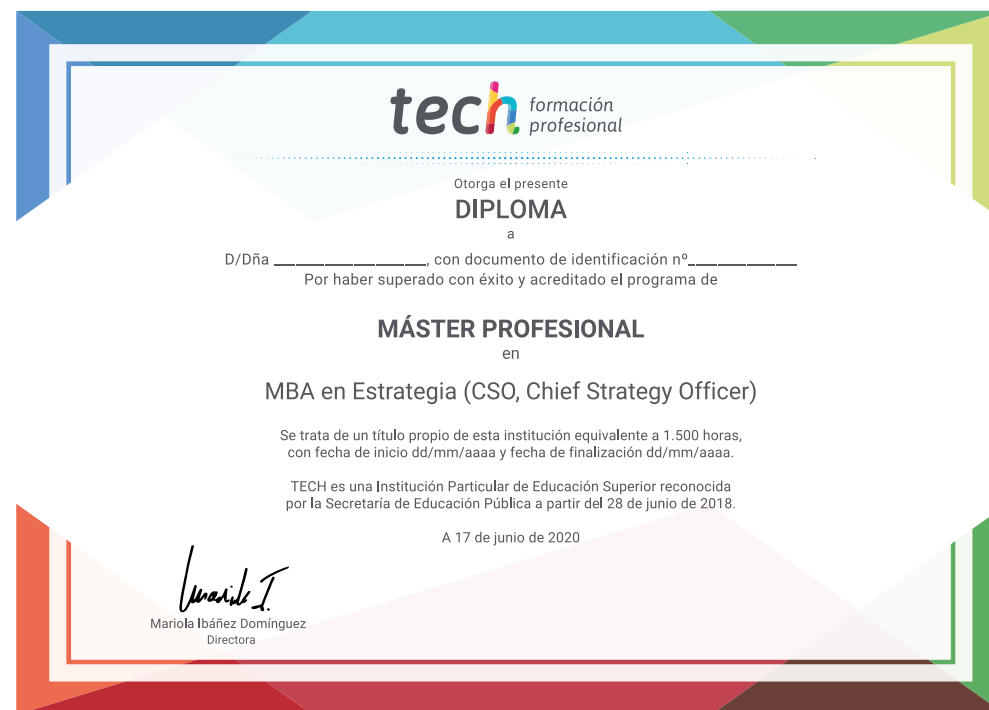 tech formación
profesional
Otorga el presente
DIPLOMA
a
D/Dña ______________, con documento de identificación nº__________
Por haber superado con éxito y acreditado el programa de
MÁSTER PROFESIONAL
en
MBA en Estrategia (CSO, Chief Strategy Officer)
Se trata de un título propio de esta institución equivalente a 1.500 horas,
con fecha de inicio dd/mm/aaaa y fecha de finalización dd/mm/aaaa.
TECH es una Institución Particular de Educación Superior reconocida
por la Secretaría de Educación Pública a partir del 28 de junio de 2018.
A 17 de junio de 2020
Mariola Ibáñez Domínguez
Directora